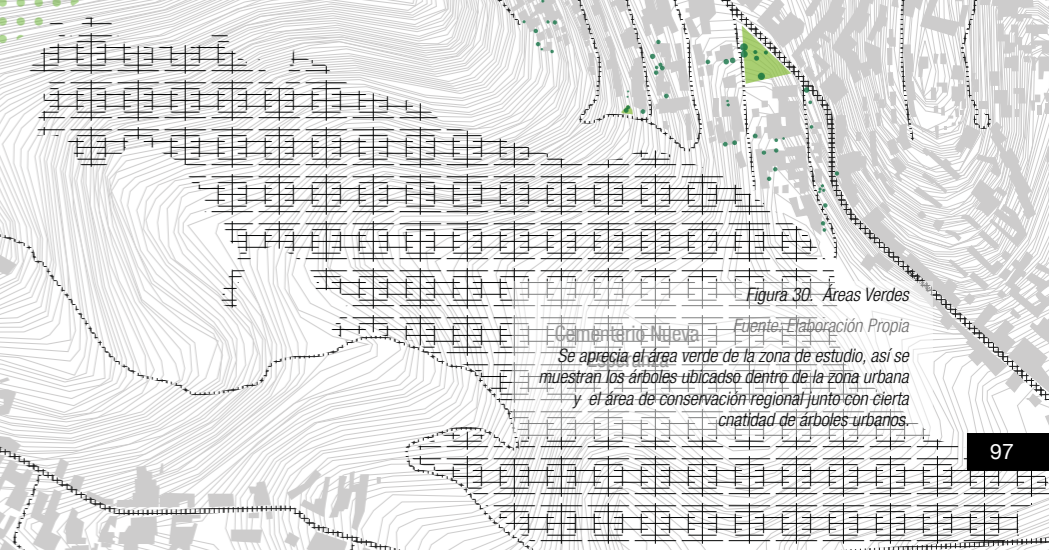 Figura 30. Áreas Verdes
Fuente: Elaboración Propia
Cementerio Nueva
Esperanza
Se aprecia el área verde de la zona de estudio, así se
muestran los árboles ubicadso dentro de la zona urbana
y el área de conservación regional junto con cierta
cnatidad de árboles urbanos.
97